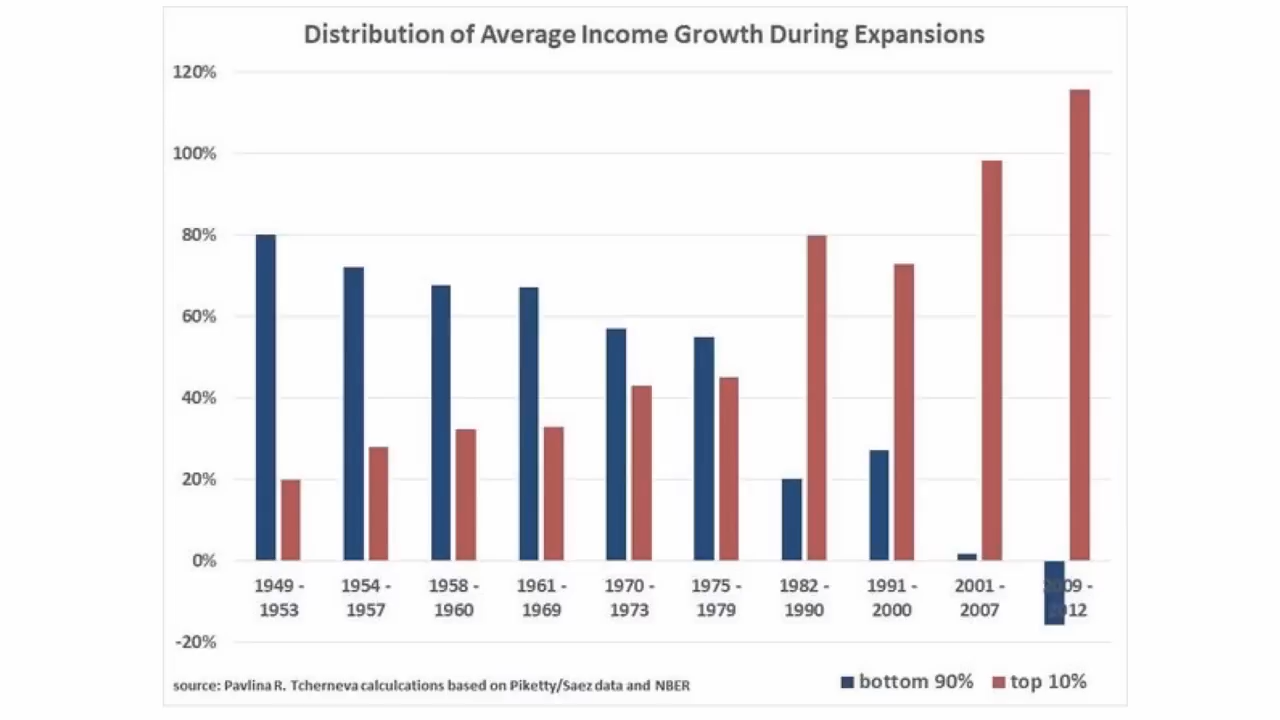 Distribution of Average Income Growth During Expansions
120%
100%
80%
60%
40%
20%
0%
-20%
1949 - 1954 - 1958 - 1961 - 1970 - 1975 - 1982 - 1991 - 2001 - 2009 -
1953 1957 1960 1969 1973 1979 1990 2000 2007 2012
source: Pavlina R. Tcherneva calculcations based on Piketty/Saez data and NBER
bottom 90% top 10%